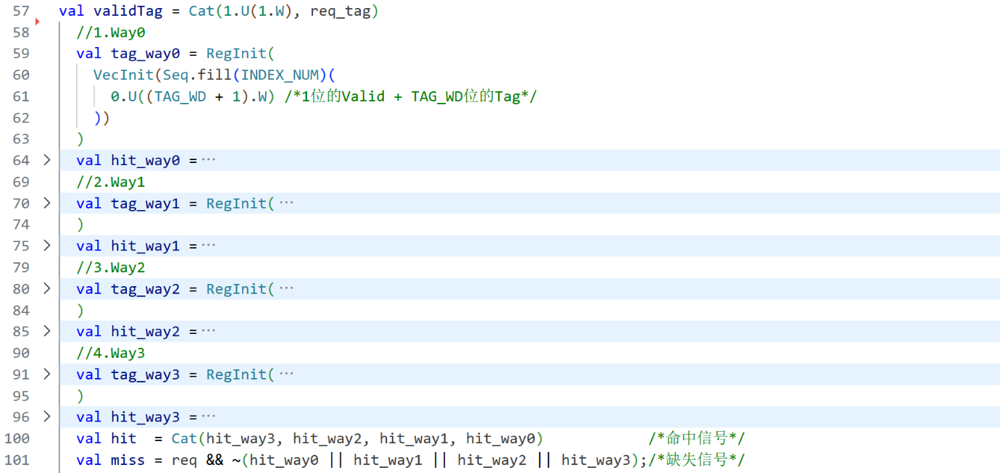 57 val validTag = Cat(1.U(1.W), req_tag)
58 //1.Way0
59 val tag_way0 = RegInit(
60 VecInit(Seq.fill(INDEX_NUM)(
61 0.U((TAG_WD + 1).W) /*1位的Valid + TAG_WD位的Tag*/
62 ))
63 )
64 val hit_way0 =···
69 //2.Way1
70 val tag_way1 = RegInit( ···
74 )
75 val hit_way1 =···
79 //3.Way2
80 val tag_way2 = RegInit( ···
84 )
85 val hit_way2 =···
90 //4.Way3
91 val tag_way3 = RegInit( ···
95 )
96 val hit_way3 =···
100 val hit  = Cat(hit_way3, hit_way2, hit_way1, hit_way0) /*命中信号*/
101 val miss = req && ~(hit_way0 || hit_way1 || hit_way2 || hit_way3);/*缺失信号*/